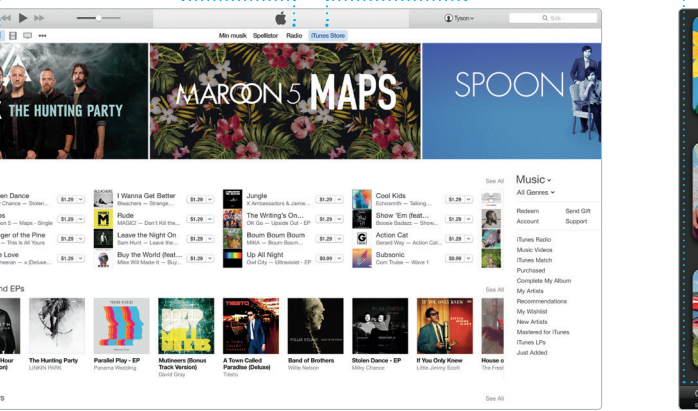 Tyson
Sök
Min musik Spellistor Radio iTunes Store
THE HUNTING PARTY
MAROON 5 MAPS
SPOON
See All
Music
All Genres
Redeem Send Gift
Account Support
iTunes Radio
Music Videos
iTunes Match
Purchased
Complete My Album
My Artists
Recommendations
My Wishlist
New Artists
Mastered for iTunes
iTunes LPs
Just Added
en Dance
Chance — Stolen...
$1.29
I Wanna Get Better
Bleachers — Strange...
$1.29
Jungle
X Ambassadors & Jamie...
$1.29
Cool Kids
Echosmith — Talking...
$1.29
on 5 — Maps - Single
$1.29
Rude
MAGIC! — Don't Kill the...
$1.29
The Writing's On...
OK Go — Upside Out - EP
$1.29
Show 'Em (feat...
Boogie Badazz — Show...
$1.29
ger of the Pine
— This Is All Yours
$1.29
Leave the Night On
Sam Hunt — Leave the...
$1.29
Boum Boum Boum
MIKA — Boum Boum...
$1.29
Action Cat
Gerard Way — Action Cat...
$1.29
Love
$1.29
Buy the World (feat...
Mike Will Made-It — Buy...
$1.29
Up All Night
Owl City — Ultraviolet - EP
$0.99
Subsonic
Com Truise — Wave 1
$0.99
nd EPs
See All
TIËSTO
IF YOU ONLY KNEW
Hour
The Hunting Party
LINKIN PARK
Parallel Play - EP
Panama Wedding
Mutineers (Bonus
Track Version)
David Gray
A Town Called
Paradise (Deluxe)
Tiësto
Band of Brothers
Willie Nelson
Stolen Dance - EP
Milky Chance
If You Only Knew
Little Jimmy Scott
House o
The Fresl
See All